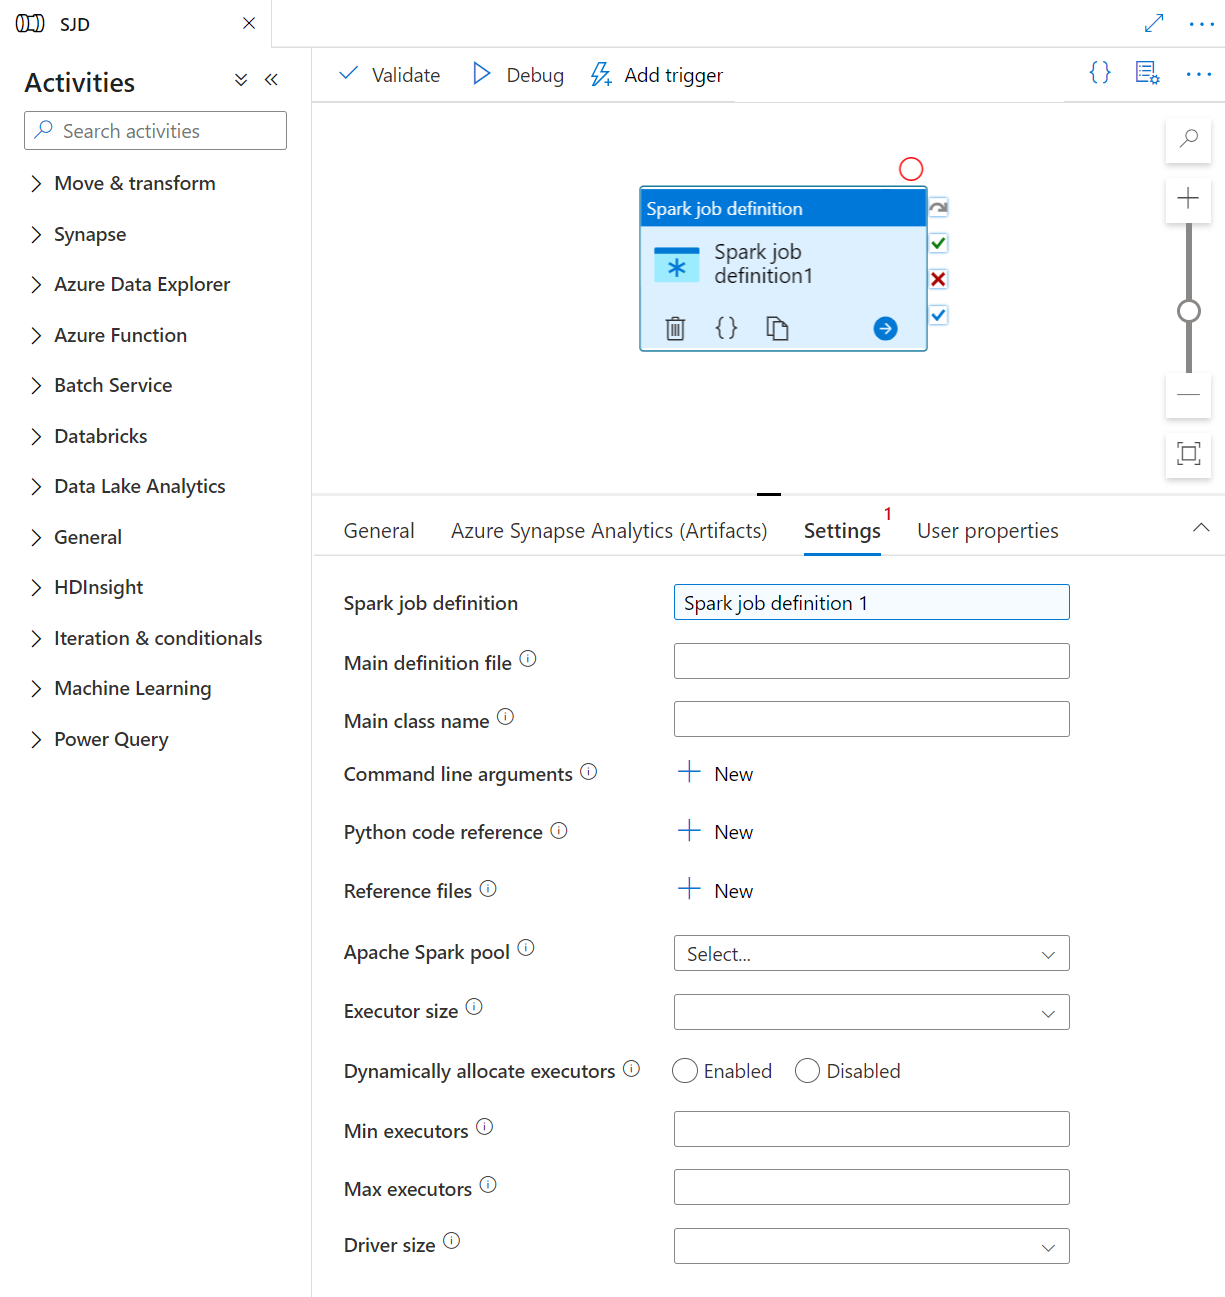 SJD
Activities
Search activities
Move & transform
Synapse
Azure Data Explorer
Azure Function
Batch Service
Databricks
Data Lake Analytics
General
HDInsight
Iteration & conditionals
Machine Learning
Power Query
Validate
Debug
Add trigger
Spark job definition
Spark job
definition1
General
Azure Synapse Analytics (Artifacts)
Settings 1
User properties
Spark job definition
Spark job definition 1
Main definition file
Main class name
Command line arguments
New
Python code reference
New
Reference files
New
Apache Spark pool
Select...
Executor size
Dynamically allocate executors
Enabled
Disabled
Min executors
Max executors
Driver size